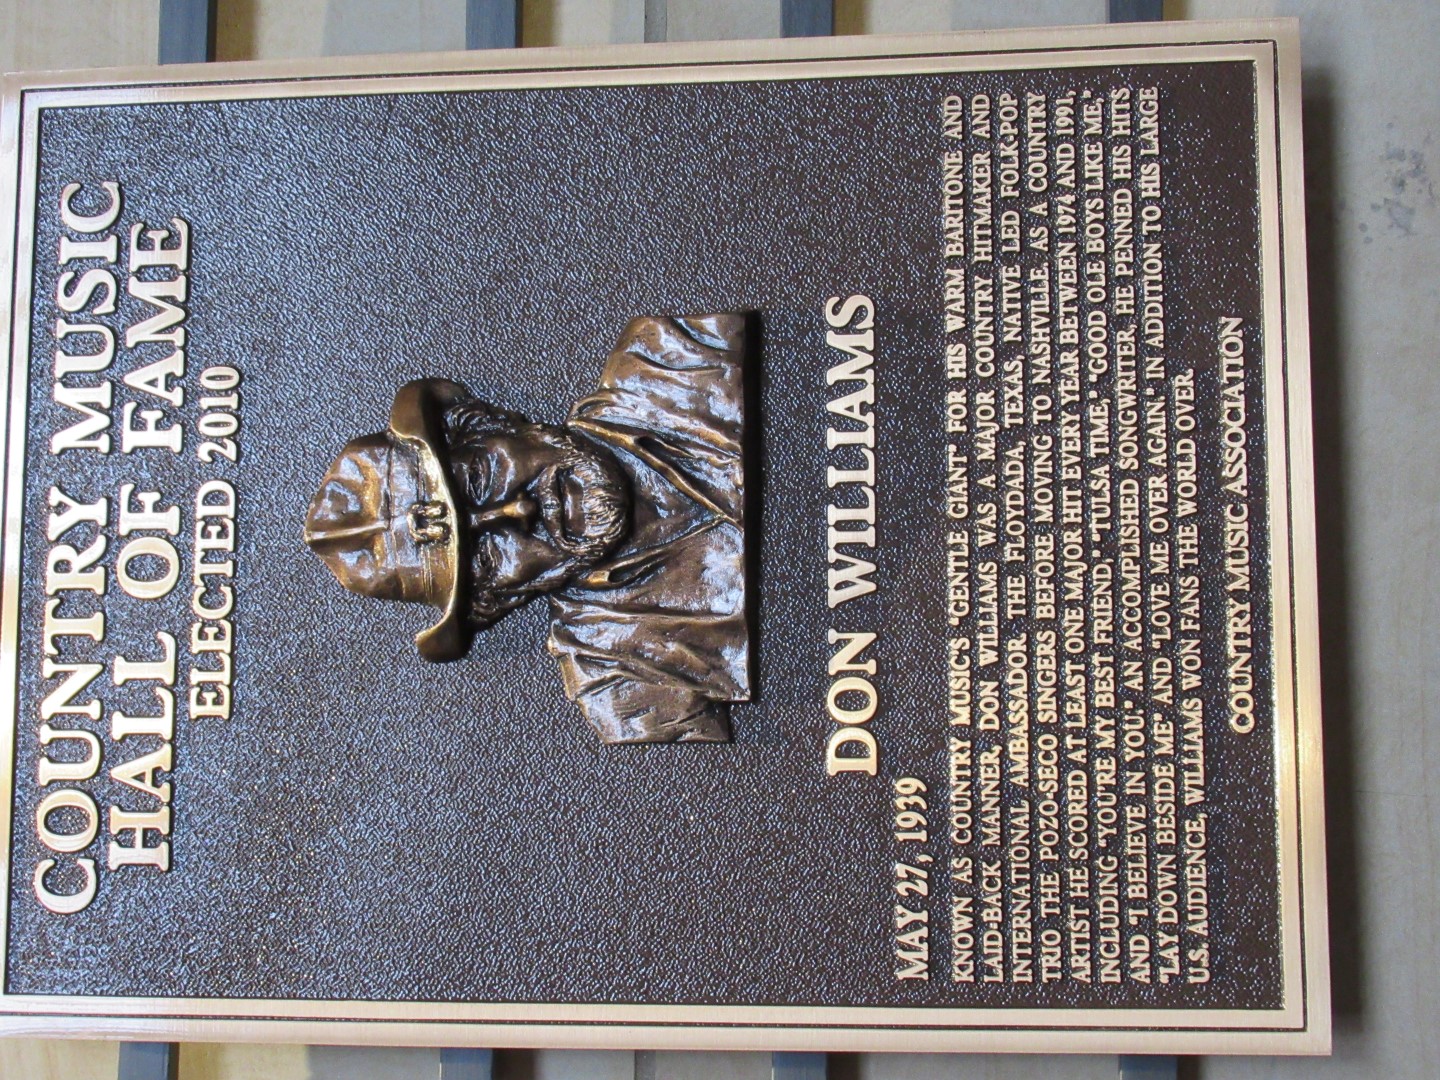 COUNTRY MUSIC
HALL OF FAME
ELECTED 2010
DON WILLIAMS
MAY 27, 1939
KNOWN AS COUNTRY MUSIC'S "GENTLE GIANT" FOR HIS WARM BARITONE AND
LAID-BACK MANNER, DON WILLIAMS WAS A MAJOR COUNTRY HITMAKER AND
INTERNATIONAL AMBASSADOR. THE FLOYDADA, TEXAS, NATIVE LED FOLK-POP
TRIO THE POZO-SECO SINGERS BEFORE MOVING TO NASHVILLE. AS A COUNTRY
ARTIST HE SCORED AT LEAST ONE MAJOR HIT EVERY YEAR BETWEEN 1974 AND 1991,
INCLUDING "YOU'RE MY BEST FRIEND," "TULSA TIME," "GOOD OLE BOYS LIKE ME,"
AND "I BELIEVE IN YOU." AN ACCOMPLISHED SONGWRITER, HE PENNED HIS HITS
"LAY DOWN BESIDE ME" AND "LOVE ME OVER AGAIN." IN ADDITION TO HIS LARGE
U.S. AUDIENCE, WILLIAMS WON FANS THE WORLD OVER.
COUNTRY MUSIC ASSOCIATION